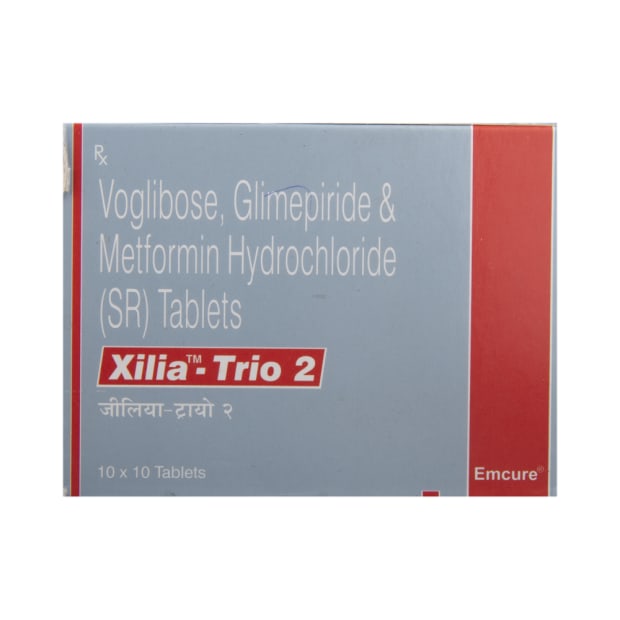 Rx
Voglibose, Glimepiride &
Metformin Hydrochloride
(SR) Tablets
Xilia™-Trio 2
जीलिया-ट्रायो २
10 x 10 Tablets
Emcure®